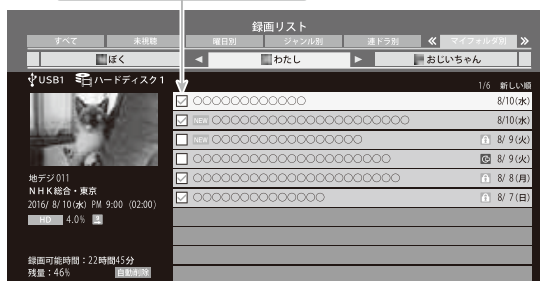 録画リスト
すべて 未視聴 曜日別 ジャンル別 連ドラ別 マイフォルダ別
ぼく わたし おじいちゃん
USB1 ハードディスク1
1/6 新しい順
○○○○○○○○○○○○ 8/10(水)
NEW ○○○○○○○○○○○○○○○○○○○○○ 8/10(水)
NEW ○○○○○○○○○○○○○○○○ 8/ 9(火)
○○○○○○○○○○○○○○○○○○○○○ 8/ 9(火)
○○○○○○○○○○○○○○○○○○○○○○ 8/ 8(月)
○○○○○○○○○○○○○○ 8/ 7(日)
地デジ011
NHK総合・東京
2016/ 8/10(水) PM 9:00 (02:00)
HD 4.0%
録画可能時間：22時間45分
残量：46% 自動削除